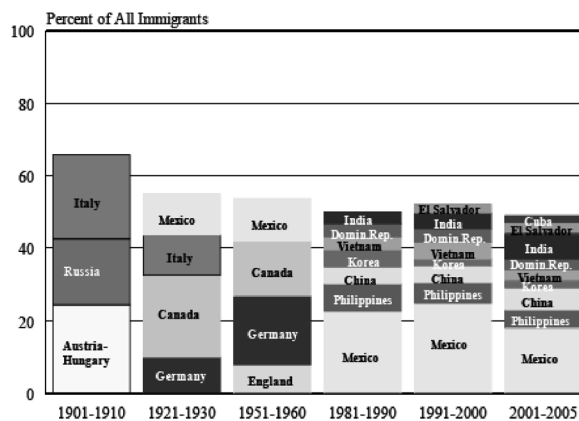 Percent of All Immigrants
100
80
60
40
20
0
Italy
Russia
Austria-
Hungary
Mexico
Italy
Canada
Germany
Mexico
Canada
Germany
England
India
Domin.Rep.
Vietnam
Korea
China
Philippines
Mexico
El Salvador
India
Domin.Rep.
Vietnam
Korea
China
Philippines
Mexico
Cuba
El Salvador
India
Domin.Rep.
Vietnam
Korea
China
Philippines
Mexico
1901-1910 1921-1930 1951-1960 1981-1990 1991-2000 2001-2005